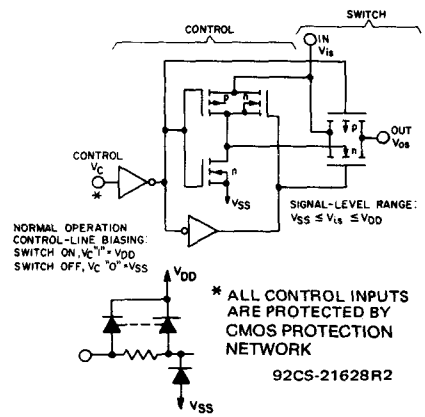 SWITCH
CONTROL
IN
Vis
p
n
p
n
OUT
Vos
CONTROL
VC
*
n
VSS
SIGNAL-LEVEL RANGE:
VSS ≤ Vis ≤ VDD
NORMAL OPERATION
CONTROL-LINE BIASING:
SWITCH ON, VC "1" = VDD
SWITCH OFF, VC "0" = VSS
VDD
* ALL CONTROL INPUTS
ARE PROTECTED BY
CMOS PROTECTION
NETWORK
92CS-21628R2
VSS